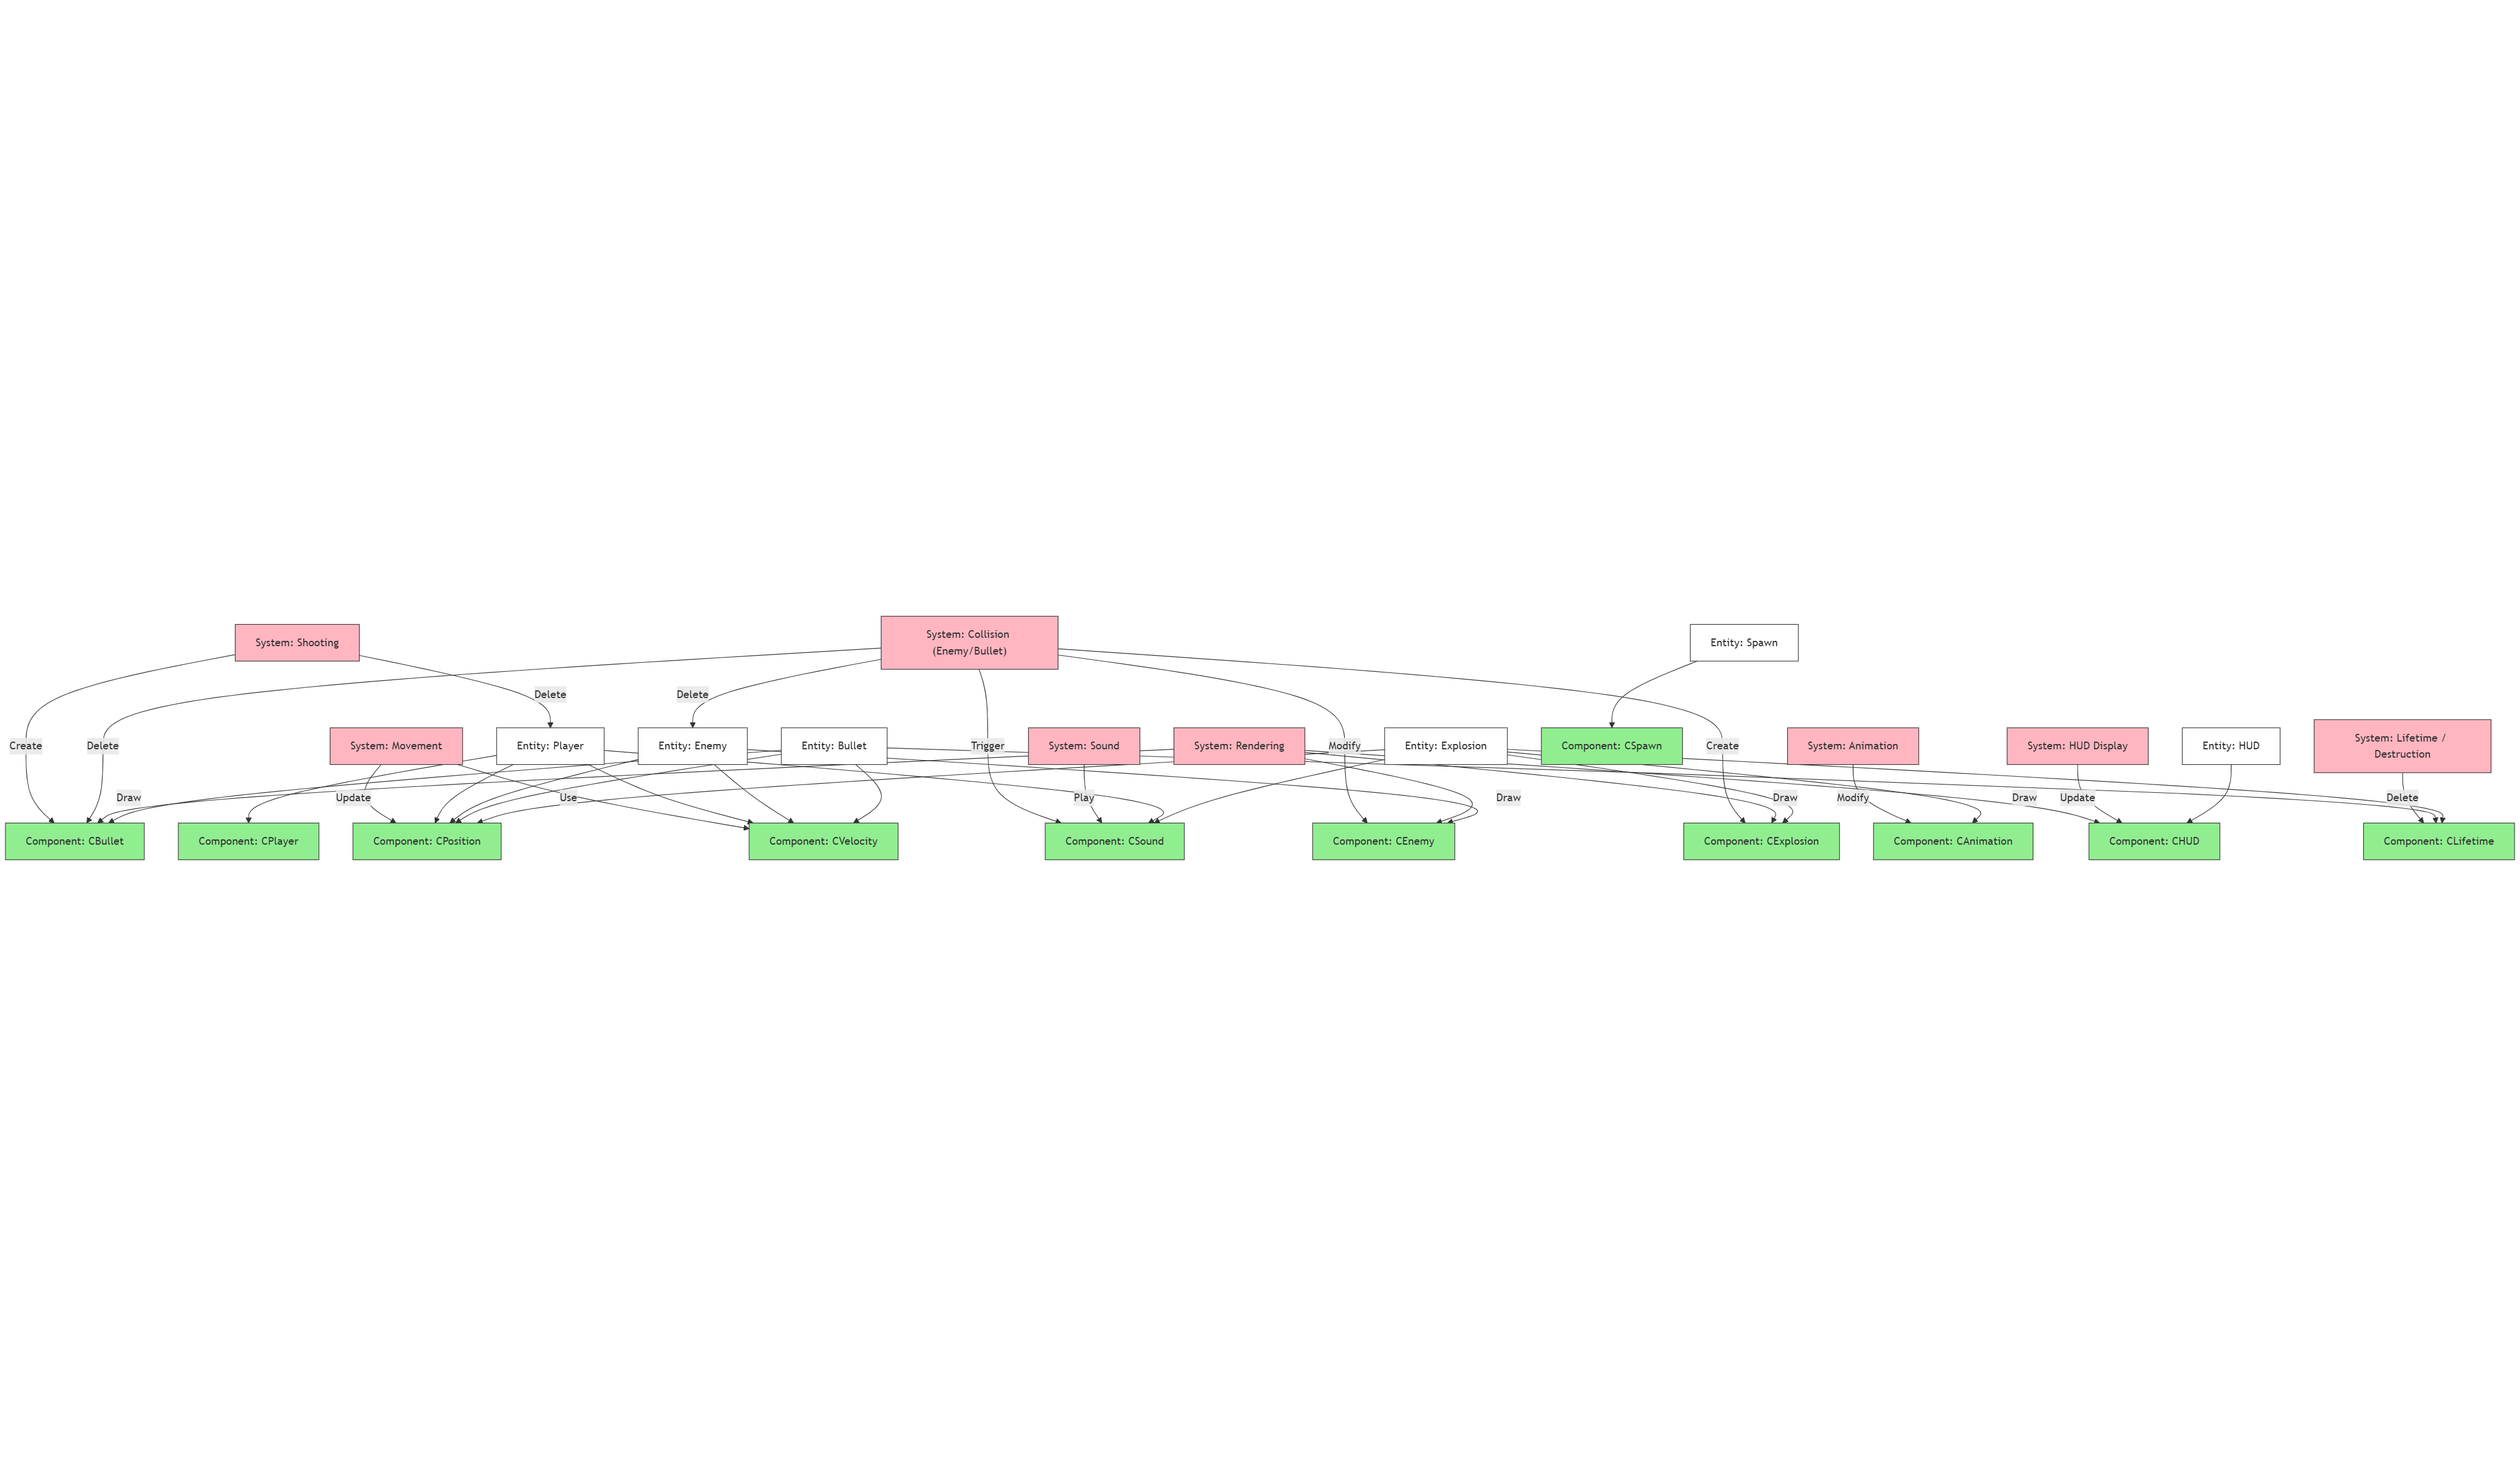 System: Shooting
System: Collision
(Enemy/Bullet)
Entity: Spawn
Delete
Delete
System: Movement
Entity: Player
Entity: Enemy
Entity: Bullet
System: Sound
System: Rendering
Entity: Explosion
Component: CSpawn
System: Animation
System: HUD Display
Entity: HUD
System: Lifetime /
Destruction
Create
Delete
Trigger
Modify
Create
Draw
Update
Use
Play
Draw
Draw
Modify
Draw
Update
Delete
Component: CBullet
Component: CPlayer
Component: CPosition
Component: CVelocity
Component: CSound
Component: CEnemy
Component: CExplosion
Component: CAnimation
Component: CHUD
Component: CLifetime